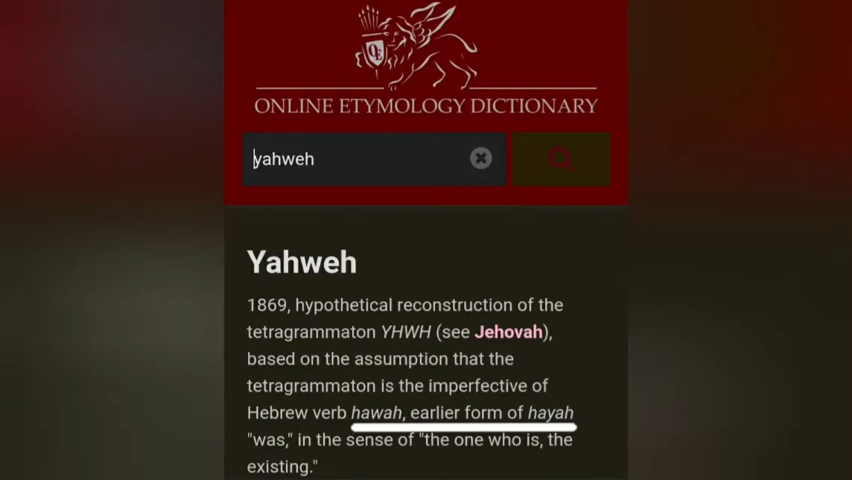 OE
ONLINE ETYMOLOGY DICTIONARY
yahweh
Yahweh
1869, hypothetical reconstruction of the
tetragrammaton YHWH (see Jehovah),
based on the assumption that the
tetragrammaton is the imperfective of
Hebrew verb hawah, earlier form of hayah
"was," in the sense of "the one who is, the
existing."